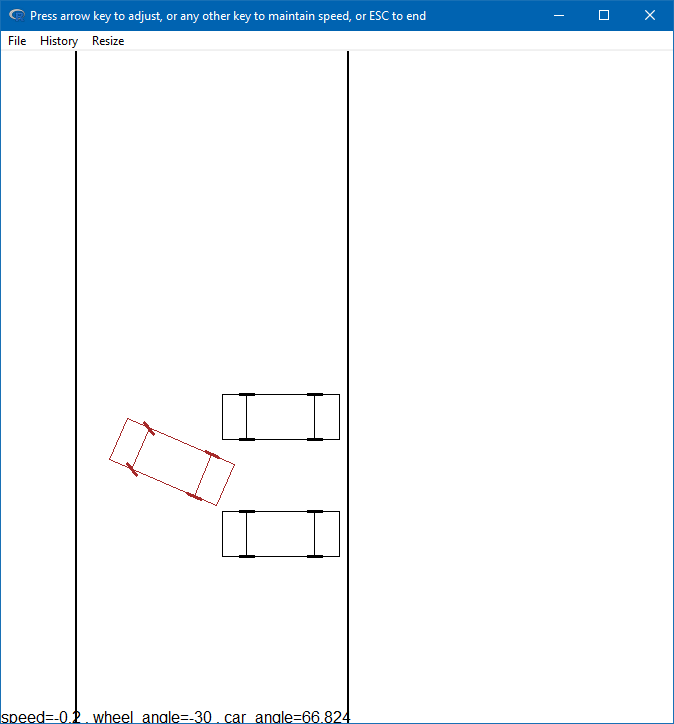 Press arrow key to adjust, or any other key to maintain speed, or ESC to end
File History Resize
speed=-0.2 , wheel_angle=-30 , car_angle=66.824